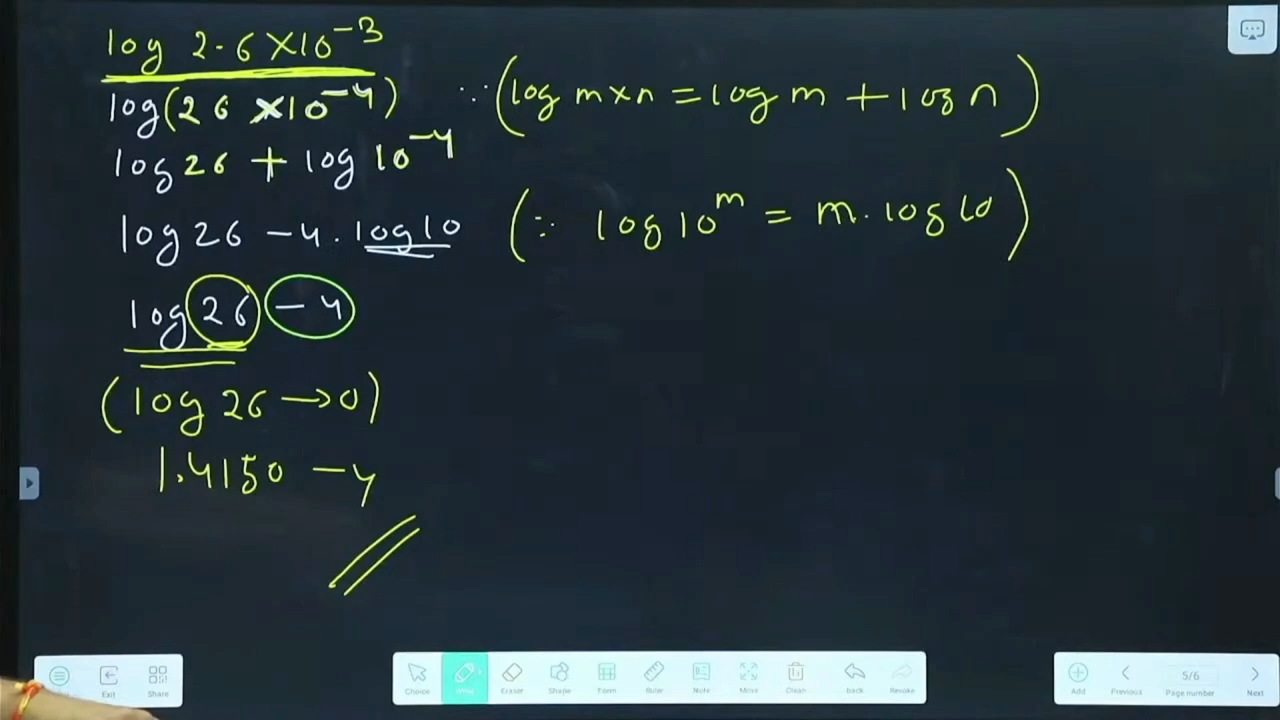 log 2.6×10⁻³
log(26 ×10⁻⁴) ∵(log m×n = log m + log n)
log 26 + log 10⁻⁴
log 26 – 4. log 10 (∵ log 10ᵐ = m. log 10)
log 26 – 4
(log 26 → 0)
1.4150 – 4
Exit
Share
Choice
Write
Eraser
Shape
Form
Ruler
Note
Move
Clean
back
Revoke
Add
Previous
5/6
Page number
Next